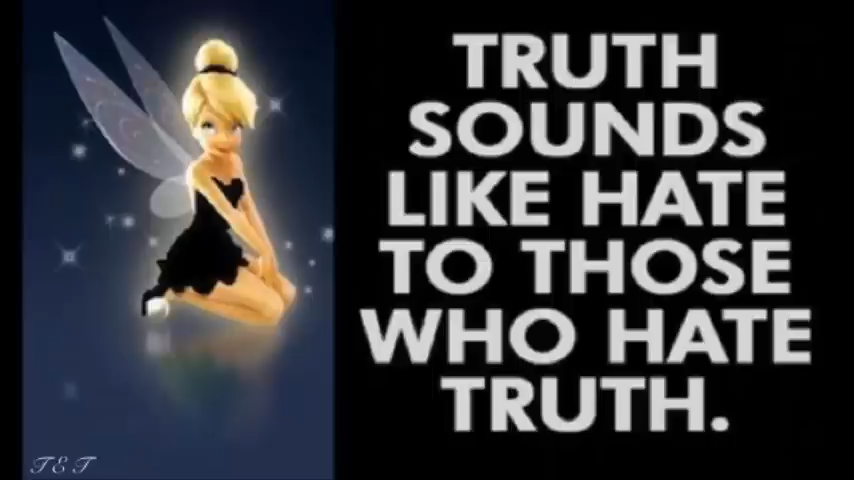 TRUTH
SOUNDS
LIKE HATE
TO THOSE
WHO HATE
TRUTH.
T&T